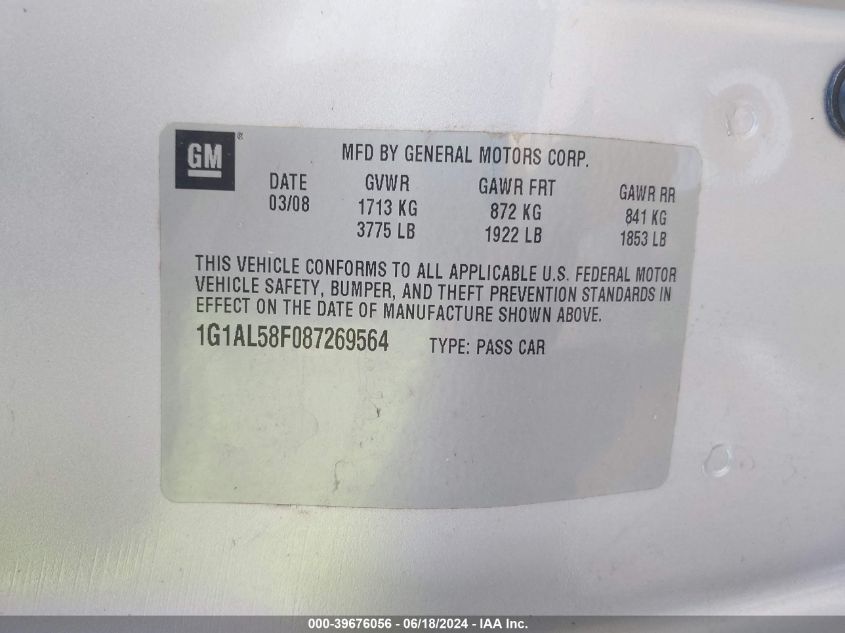 GM ®
MFD BY GENERAL MOTORS CORP.
DATE GVWR GAWR FRT GAWR RR
03/08 1713 KG 872 KG 841 KG
3775 LB 1922 LB 1853 LB
THIS VEHICLE CONFORMS TO ALL APPLICABLE U.S. FEDERAL MOTOR
VEHICLE SAFETY, BUMPER, AND THEFT PREVENTION STANDARDS IN
EFFECT ON THE DATE OF MANUFACTURE SHOWN ABOVE.
1G1AL58F087269564 TYPE: PASS CAR
000-39676056 - 06/18/2024 - IAA Inc.